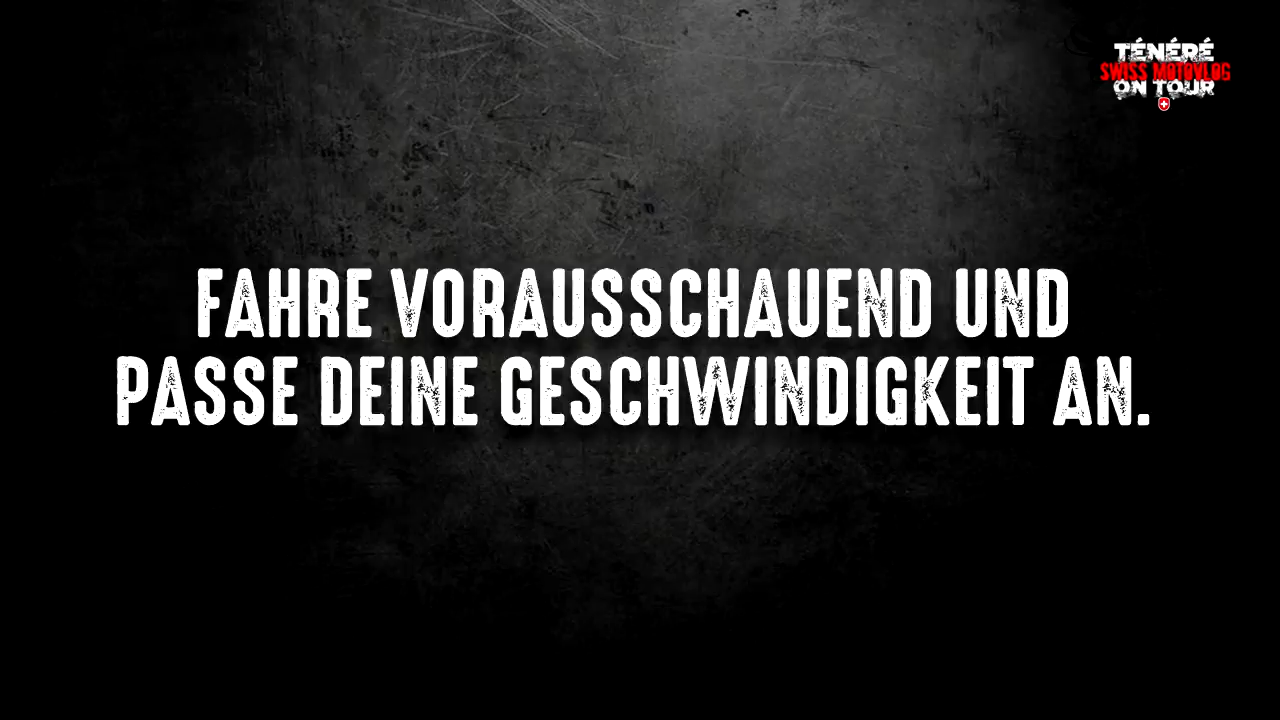 TÉNÉRÉ
SWISS MOTOVLOG
ON TOUR
FAHRE VORAUSSCHAUEND UND
PASSE DEINE GESCHWINDIGKEIT AN.